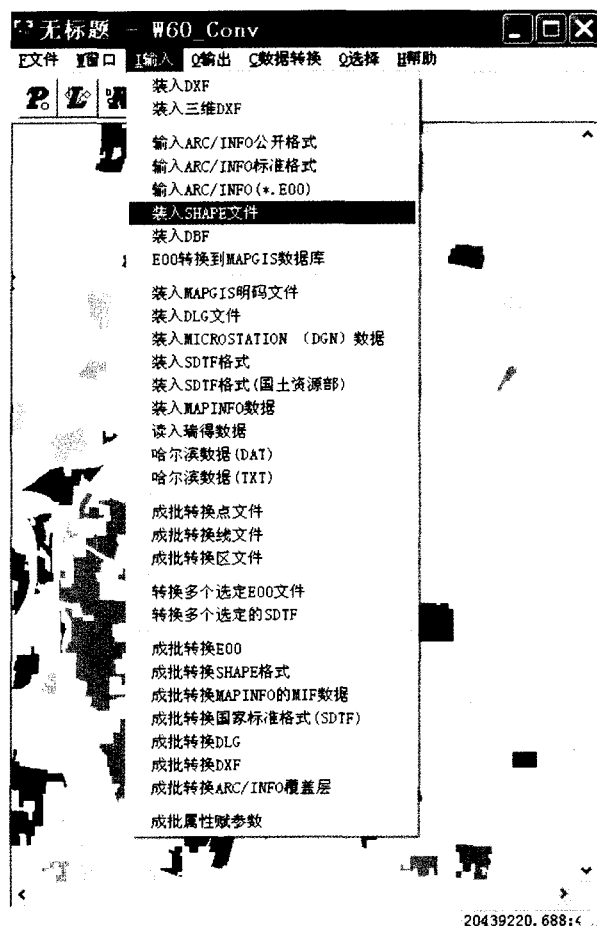 无标题 - W60_Conv
F文件 W窗口 I输入 O输出 C数据转换 O选择 H帮助
P L
装入DXF
装入三维DXF
输入ARC/INFO公开格式
输入ARC/INFO标准格式
输入ARC/INFO(*.E00)
装入SHAPE文件
装入DBF
E00转换到MAPGIS数据库
装入MAPGIS明码文件
装入DLG文件
装入MICROSTATION （DGN）数据
装入SDTF格式
装入SDTF格式(国土资源部)
装入MAPINFO数据
读入瑞得数据
哈尔滨数据(DAT)
哈尔滨数据(TXT)
成批转换点文件
成批转换线文件
成批转换区文件
转换多个选定E00文件
转换多个选定的SDTF
成批转换E00
成批转换SHAPE格式
成批转换MAPINFO的MIF数据
成批转换国家标准格式(SDTF)
成批转换DLG
成批转换DXF
成批转换ARC/INFO覆盖层
成批属性赋参数
20439220.688: